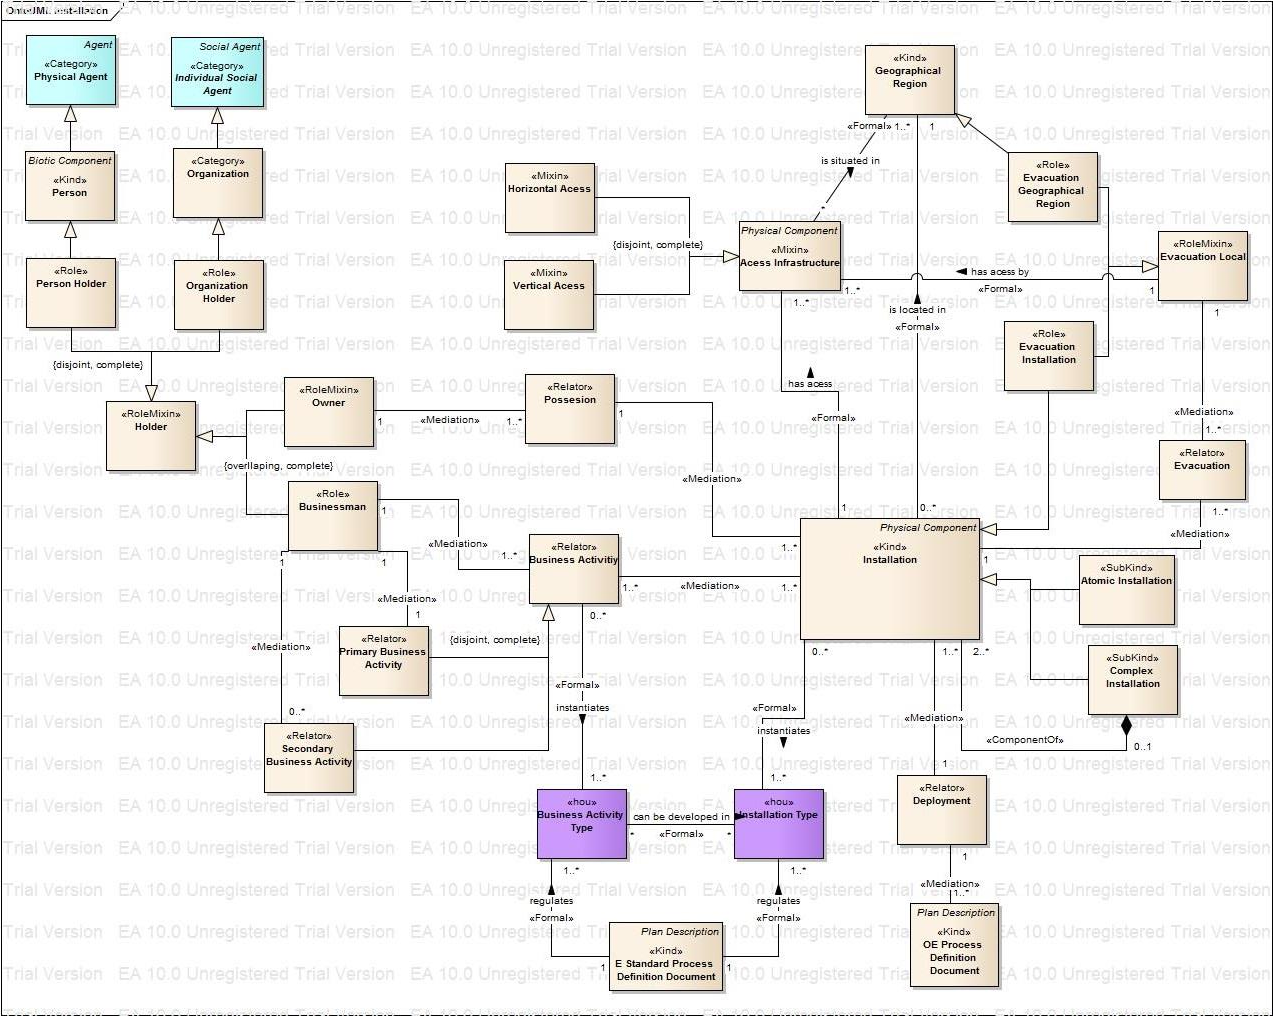 OntoUML Installation
Agent
«Category»
Physical Agent
Social Agent
«Category»
Individual Social
Agent
«Kind»
Geographical
Region
Biotic Component
«Kind»
Person
«Category»
Organization
«Mixin»
Horizontal Acess
«Formal»
1..*
1
is situated in
*
«Role»
Evacuation
Geographical
Region
Physical Component
«Mixin»
Acess Infrastructure
{disjoint, complete}
«RoleMixin»
Evacuation Local
«Role»
Person Holder
«Role»
Organization
Holder
«Mixin»
Vertical Acess
1..*
1..*
has acess by
«Formal»
1
1
is located in
«Formal»
«Role»
Evacuation
Installation
{disjoint, complete}
«RoleMixin»
Holder
«RoleMixin»
Owner
1
«Mediation»
1..*
«Relator»
Possesion
1
has acess
«Formal»
«Mediation»
1..*
{overllaping, complete}
«Relator»
Evacuation
1..*
«Mediation»
«Mediation»
«Role»
Businessman
1
«Mediation»
1..*
1
0..*
1..*
Physical Component
«Kind»
Installation
1
«Relator»
Business Activitiy
1..*
«Mediation»
1..*
«SubKind»
Atomic Installation
1
1
«Mediation»
1
0..*
«Mediation»
«Relator»
Primary Business
Activity
{disjoint, complete}
0..*
1..*
2..*
«SubKind»
Complex
Installation
«Formal»
instantiates
«Formal»
instantiates
«Mediation»
«ComponentOf»
0..1
0..*
«Relator»
Secondary
Business Activity
1..*
1..*
1
«Relator»
Deployment
«hou»
Business Activity
Type
can be developed in
*
«Formal»
*
«hou»
Installation Type
1..*
1..*
1
«Mediation»
1..*
regulates
«Formal»
regulates
«Formal»
Plan Description
«Kind»
E Standard Process
Definition Document
1
1
Plan Description
«Kind»
OE Process
Definition
Document
EA 10.0 Unregistered Trial Version